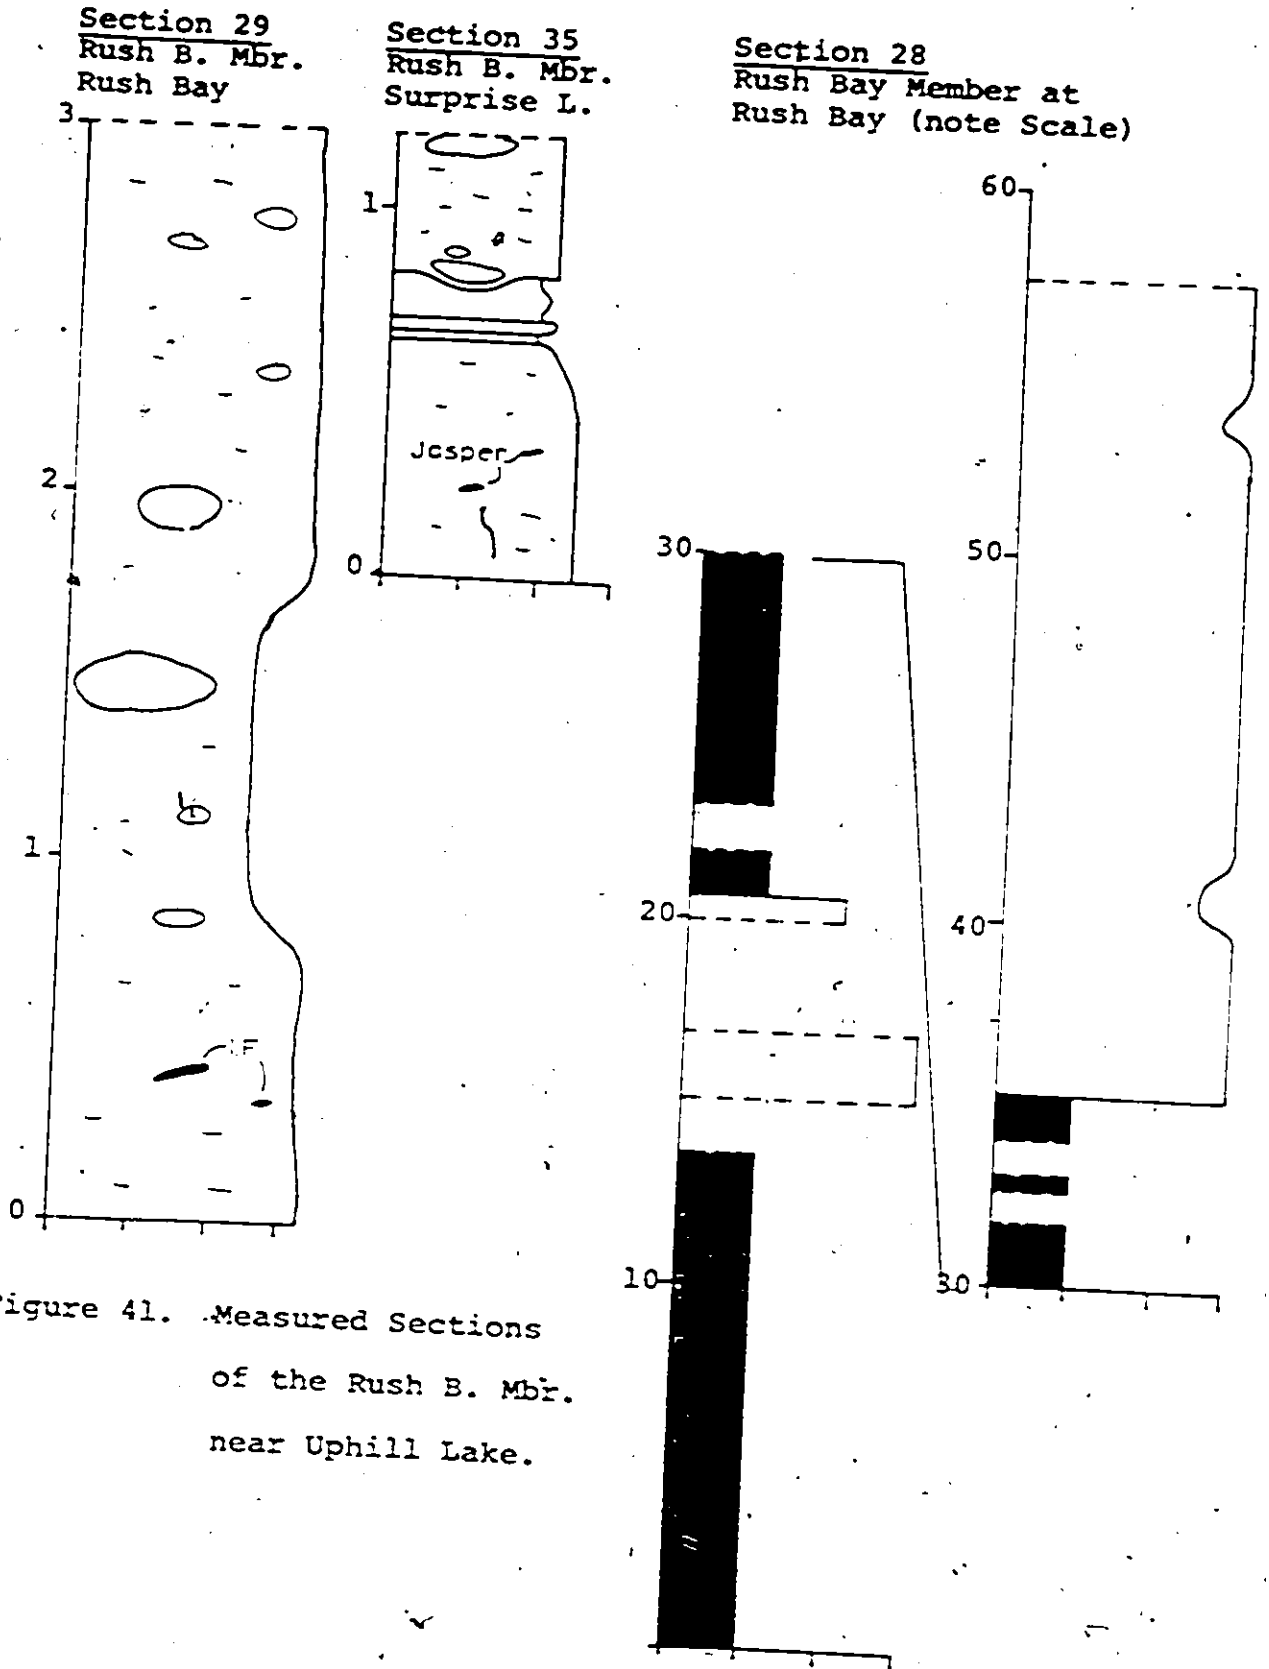 Section 29
Rush B. Mbr.
Rush Bay
Section 35
Rush B. Mbr.
Surprise L.
Section 28
Rush Bay Member at
Rush Bay (note Scale)
3
2
1
0
IF
1
0
Jasper
30
20
10
60
50
40
30
igure 41. Measured Sections
of the Rush B. Mbr.
near Uphill Lake.